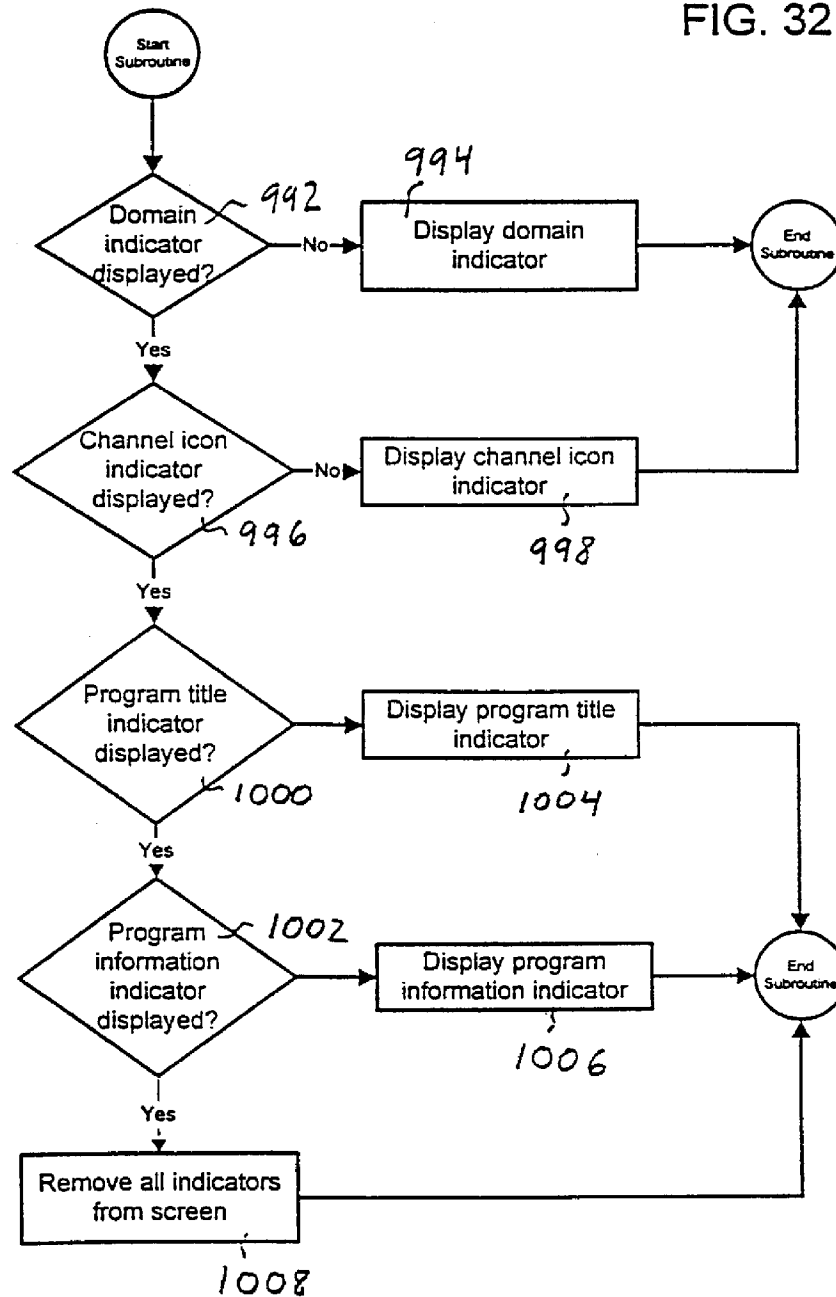 FIG. 32
Start
Subroutine
992
994
Domain
indicator
displayed?
No
Display domain
indicator
End
Subroutine
Yes
Channel icon
indicator
displayed?
996
No
Display channel icon
indicator
998
Yes
Program title
indicator
displayed?
1000
Display program title
indicator
1004
Yes
Program
information
indicator
displayed?
1002
Display program
information indicator
1006
End
Subroutine
Yes
Remove all indicators
from screen
1008